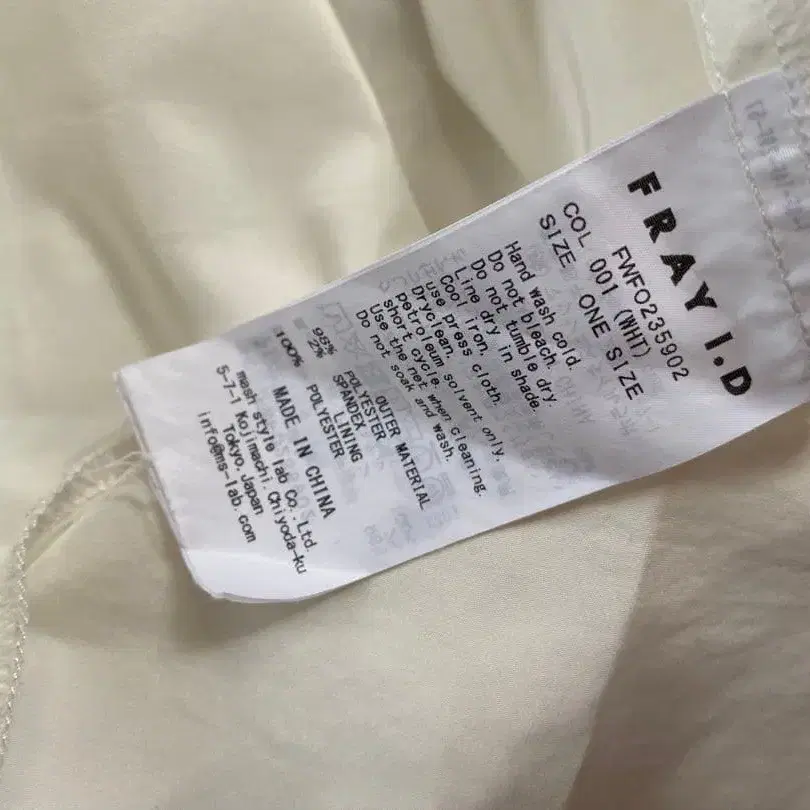 FRAY I.D
FWFO235902
COL 001 (WHT)
SIZE ONE SIZE
Hand wash cold.
Do not bleach.
Do not tumble dry.
Line dry in shade.
Cool iron,
use press cloth.
Dryclean.
petroleum solvent only,
short cycle.
Use the net when cleaning.
Do not soak and wash.
OUTER MATERIAL
98% POLYESTER
2% SPANDEX
LINING
100% POLYESTER
MADE IN CHINA
mash style lab Co. Ltd.
5-7-1 Kojimachi.Chiyoda-ku
Tokyo.Japan
info@ms-lab.com